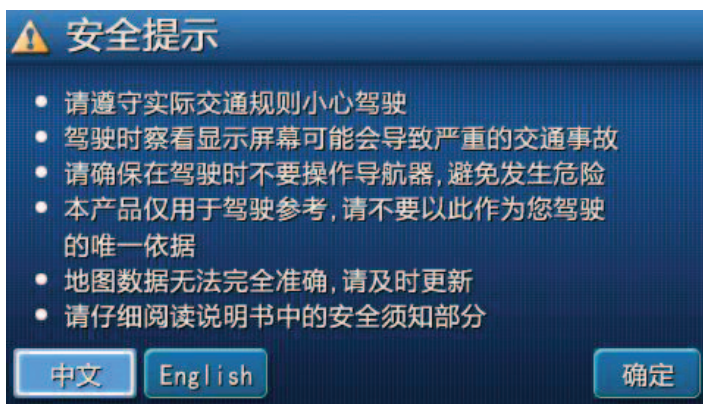 安全提示
• 请遵守实际交通规则小心驾驶
• 驾驶时察看显示屏幕可能会导致严重的交通事故
• 请确保在驾驶时不要操作导航器,避免发生危险
• 本产品仅用于驾驶参考,请不要以此作为您驾驶
的唯一依据
• 地图数据无法完全准确,请及时更新
• 请仔细阅读说明书中的安全须知部分
中文 English 确定